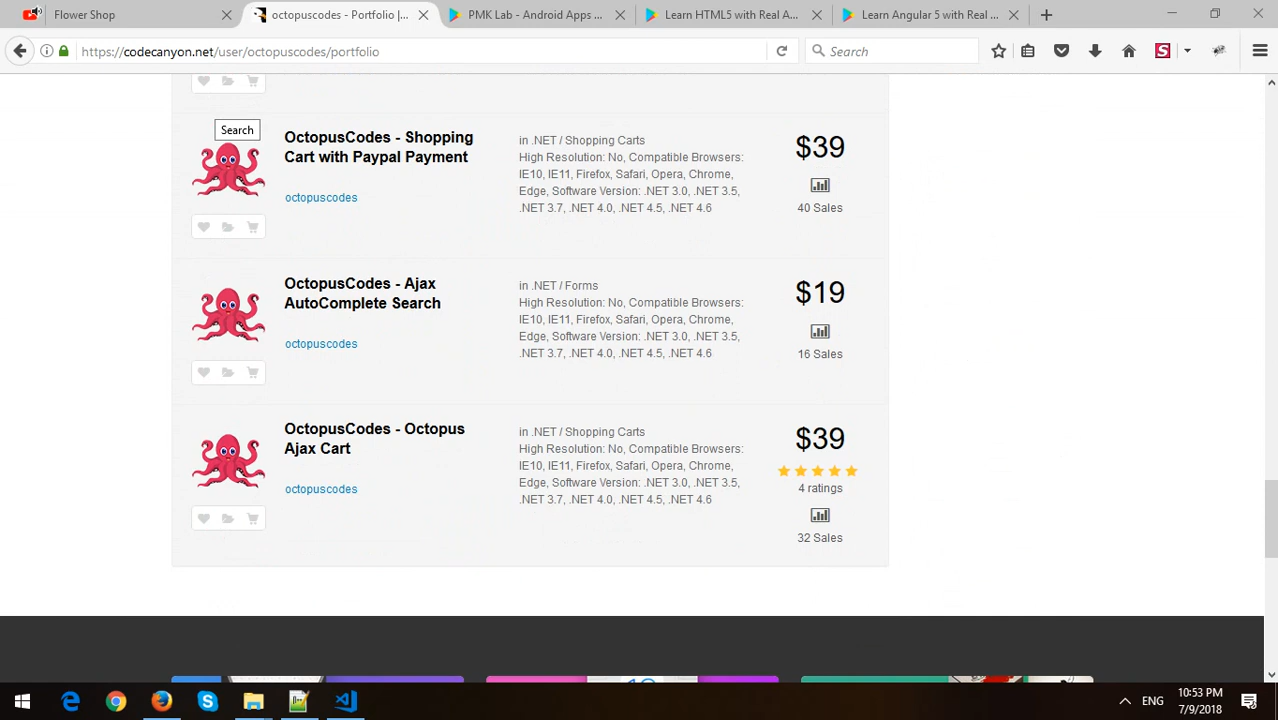 Flower Shop
octopuscodes - Portfolio |...
PMK Lab - Android Apps ...
Learn HTML5 with Real A...
Learn Angular 5 with Real ...
https://codecanyon.net/user/octopuscodes/portfolio
Search
Search
OctopusCodes - Shopping
Cart with Paypal Payment
octopuscodes
in .NET / Shopping Carts
High Resolution: No, Compatible Browsers:
IE10, IE11, Firefox, Safari, Opera, Chrome,
Edge, Software Version: .NET 3.0, .NET 3.5,
.NET 3.7, .NET 4.0, .NET 4.5, .NET 4.6
$39
40 Sales
OctopusCodes - Ajax
AutoComplete Search
octopuscodes
in .NET / Forms
High Resolution: No, Compatible Browsers:
IE10, IE11, Firefox, Safari, Opera, Chrome,
Edge, Software Version: .NET 3.0, .NET 3.5,
.NET 3.7, .NET 4.0, .NET 4.5, .NET 4.6
$19
16 Sales
OctopusCodes - Octopus
Ajax Cart
octopuscodes
in .NET / Shopping Carts
High Resolution: No, Compatible Browsers:
IE10, IE11, Firefox, Safari, Opera, Chrome,
Edge, Software Version: .NET 3.0, .NET 3.5,
.NET 3.7, .NET 4.0, .NET 4.5, .NET 4.6
$39
4 ratings
32 Sales
ENG
10:53 PM
7/9/2018